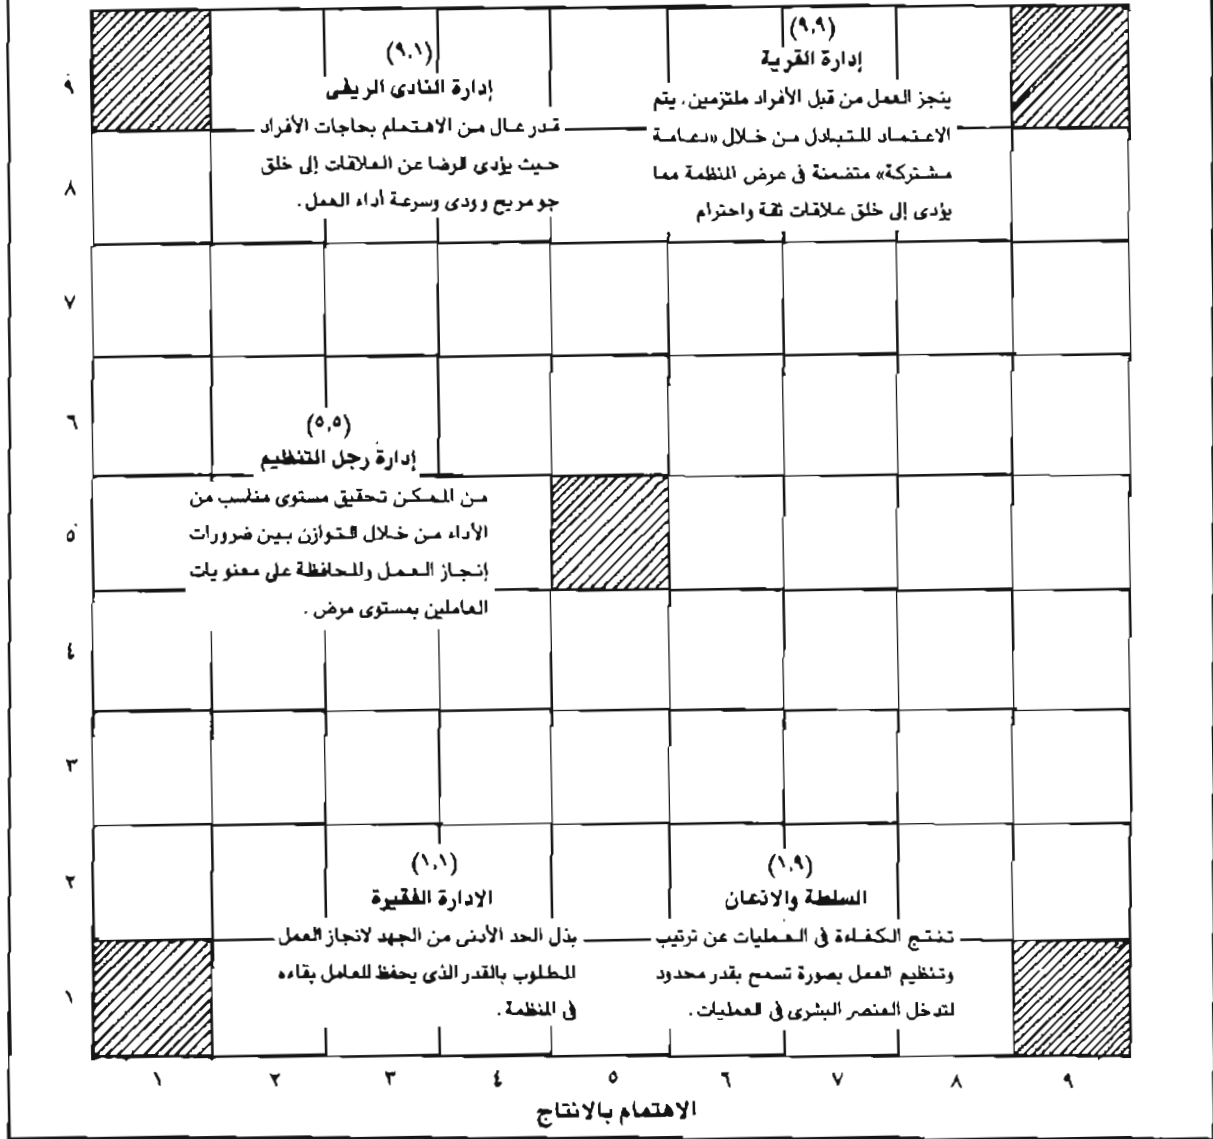 (٩،٩)
إدارة القرية
ينجز العمل من قبل الأفراد ملتزمين، يتم
الاعتماد المتبادل من خلال «دعامة
مشتركة» متضمنة فى عرض المنظمة مما
يؤدى إلى خلق علاقات ثقة واحترام
(٩،١)
إدارة النادى الريفى
قدر عال من الاهتمام بحاجات الأفراد
حيث يؤدى الرضا عن العلاقات إلى خلق
جو مريح وودى وسرعة أداء العمل .
(٥،٥)
إدارة رجل التنظيم
من الممكن تحقيق مستوى مناسب من
الأداء من خلال التوازن بين ضرورات
إنجاز العمل والمحافظة على معنويات
العاملين بمستوى مرض .
(١،٩)
السلطة والاذعان
تنتج الكفاءة فى العمليات عن ترتيب
وتنظيم العمل بصورة تسمح بقدر محدود
لتدخل العنصر البشرى فى العمليات .
(١،١)
الادارة الفقيرة
بذل الحد الأدنى من الجهد لانجاز العمل
المطلوب بالقدر الذى يحفظ للعامل بقاءه
فى المنظمة .
٩
٨
٧
٦
٥
٤
٣
٢
١
١ ٢ ٣ ٤ ٥ ٦ ٧ ٨ ٩
الاهتمام بالانتاج